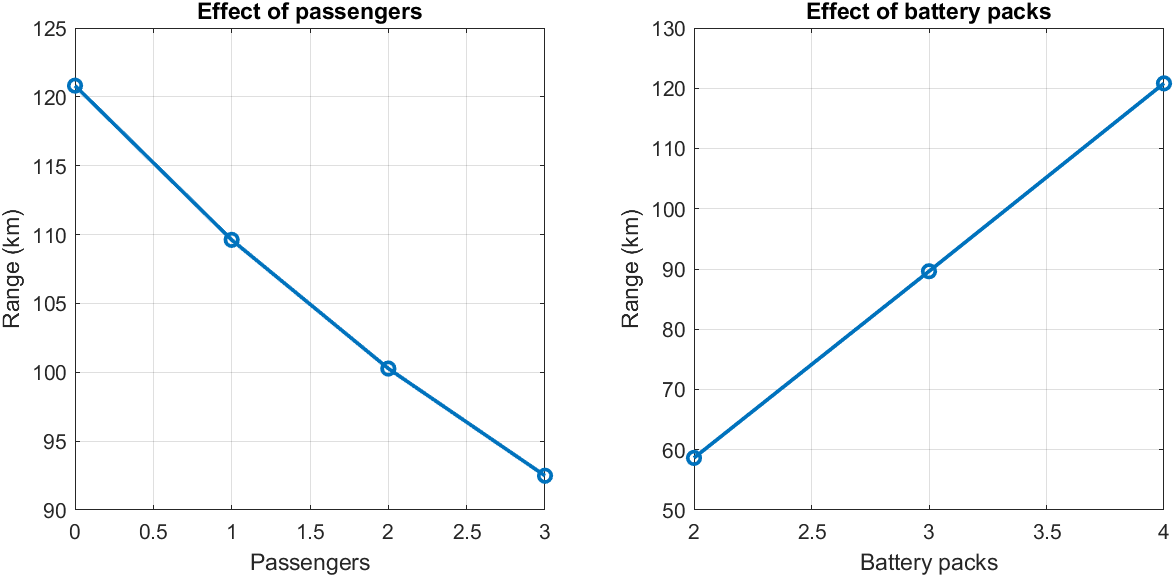 Effect of passengers
125
120
115
110
105
100
95
90
Range (km)
0 0.5 1 1.5 2 2.5 3
Passengers
Effect of battery packs
130
120
110
100
90
80
70
60
50
Range (km)
2 2.5 3 3.5 4
Battery packs